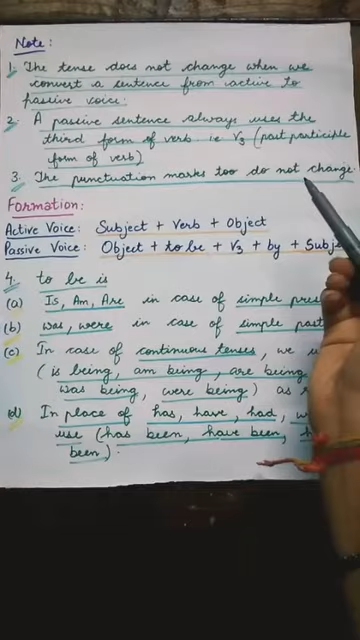 Note:
1. The tense does not change when we
convert a sentence from active to
passive voice.
2. A passive sentence always uses the
third form of verb i.e V3 (past participle
form of verb)
3. The punctuation marks too do not change.
Formation:
Active Voice: Subject + Verb + Object
Passive Voice: Object + to be + V3 + by + Subj
4. to be is
(a) Is, Am, Are in case of simple pres
(b) was, were in case of simple past
(c) In case of continuous tenses, we
(is being, am being, are being
was being, were being) as
(d) In place of has, have, had,
use (has been, have been,
been).